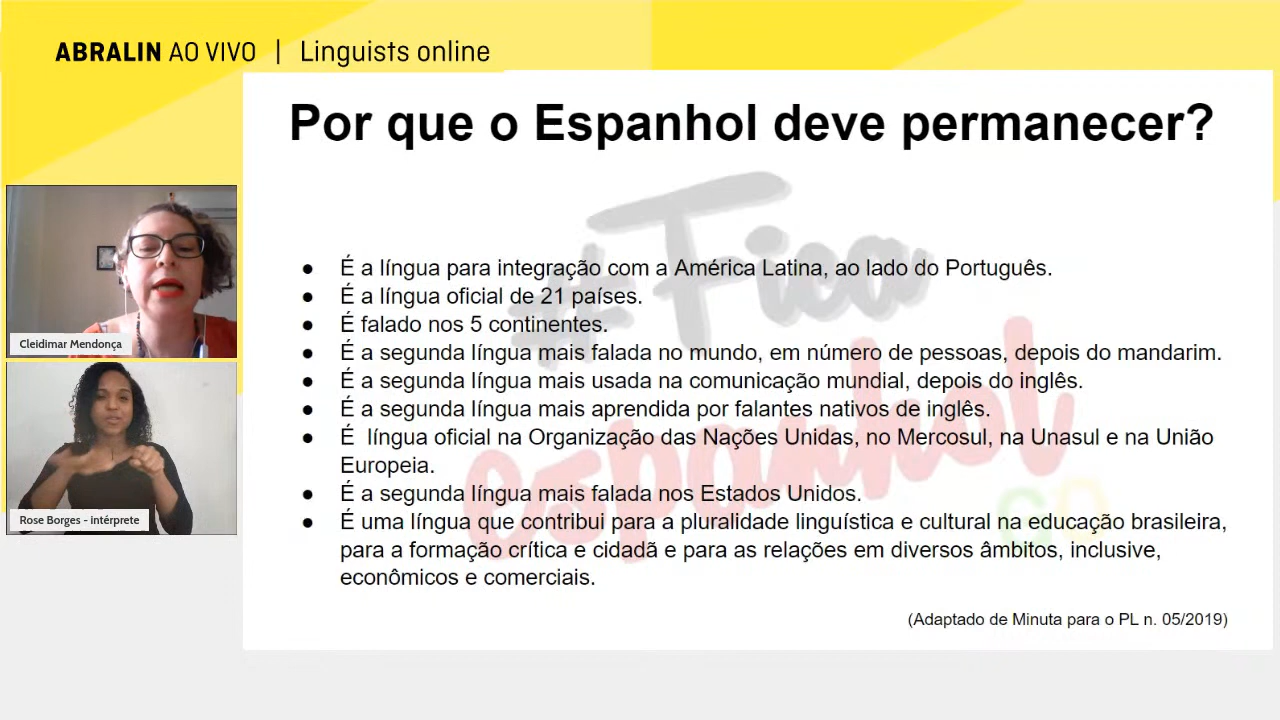 ABRALIN AO VIVO | Linguists online
Por que o Espanhol deve permanecer?
#Fica
espanhol
GO
● É a língua para integração com a América Latina, ao lado do Português.
● É a língua oficial de 21 países.
● É falado nos 5 continentes.
● É a segunda língua mais falada no mundo, em número de pessoas, depois do mandarim.
● É a segunda língua mais usada na comunicação mundial, depois do inglês.
● É a segunda língua mais aprendida por falantes nativos de inglês.
● É língua oficial na Organização das Nações Unidas, no Mercosul, na Unasul e na União
Europeia.
● É a segunda língua mais falada nos Estados Unidos.
● É uma língua que contribui para a pluralidade linguística e cultural na educação brasileira,
para a formação crítica e cidadã e para as relações em diversos âmbitos, inclusive,
econômicos e comerciais.
(Adaptado de Minuta para o PL n. 05/2019)
Cleidimar Mendonça
Rose Borges - intérprete